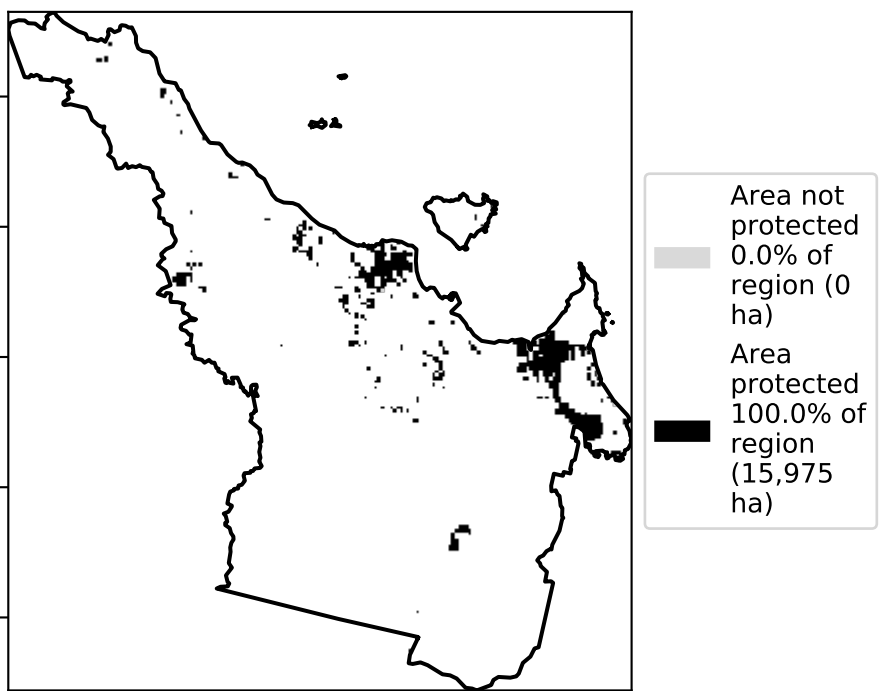 Area not
protected
0.0% of
region (0
ha)
Area
protected
100.0% of
region
(15,975
ha)